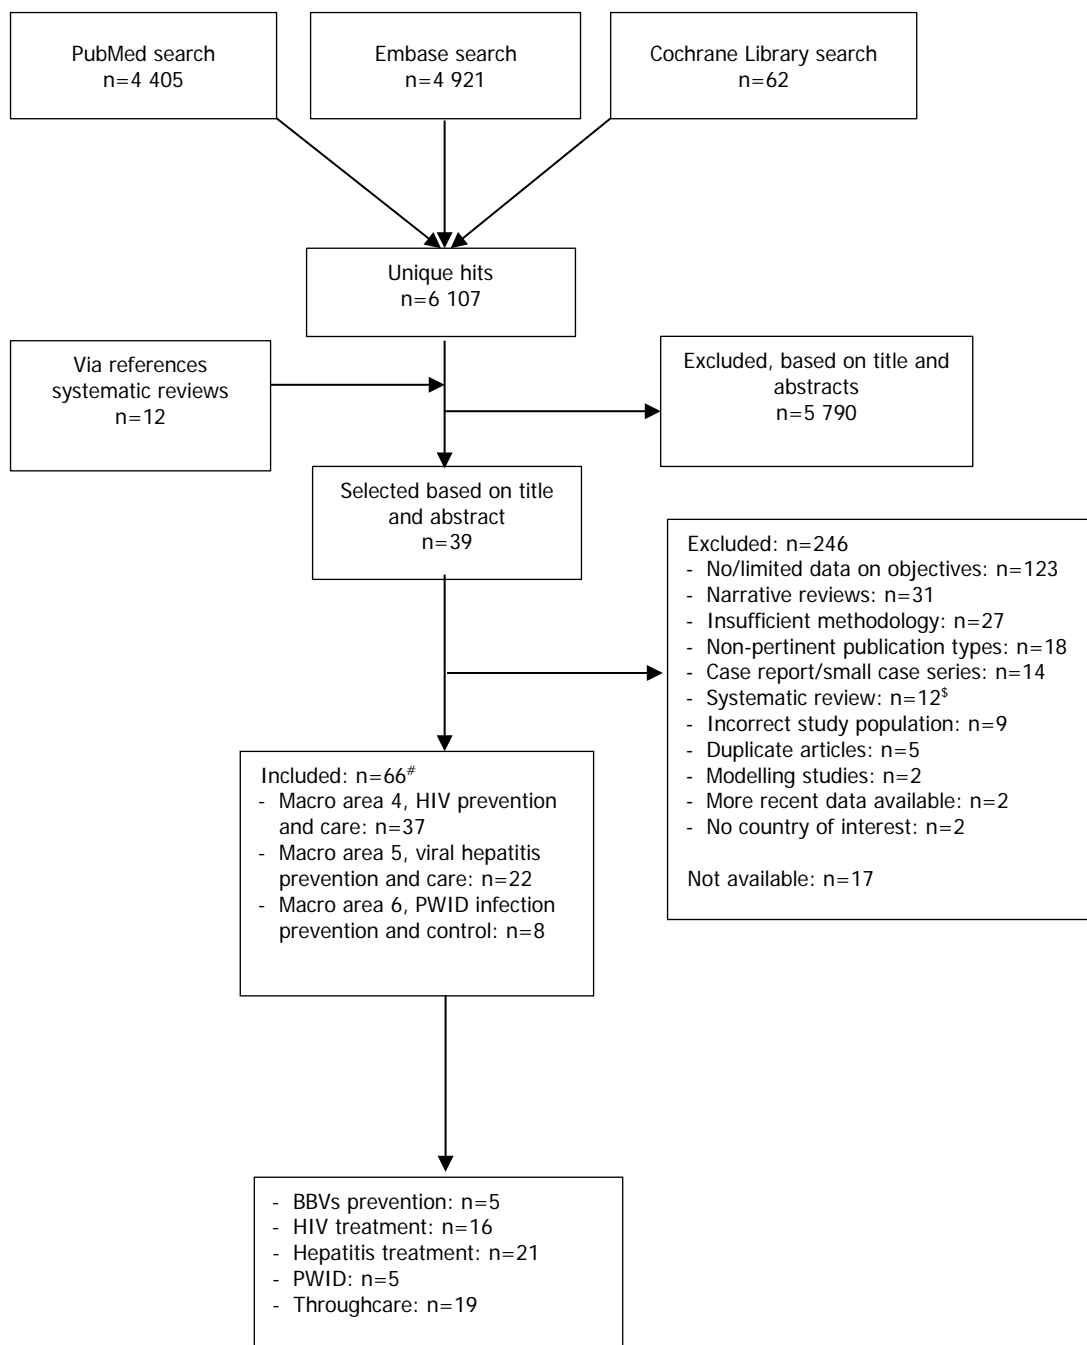 PubMed search
n=4 405
Embase search
n=4 921
Cochrane Library search
n=62
Unique hits
n=6 107
Via references
systematic reviews
n=12
Excluded, based on title and
abstracts
n=5 790
Selected based on title
and abstract
n=39
Excluded: n=246
- No/limited data on objectives: n=123
- Narrative reviews: n=31
- Insufficient methodology: n=27
- Non-pertinent publication types: n=18
- Case report/small case series: n=14
- Systematic review: n=12$
- Incorrect study population: n=9
- Duplicate articles: n=5
- Modelling studies: n=2
- More recent data available: n=2
- No country of interest: n=2
Not available: n=17
Included: n=66#
- Macro area 4, HIV prevention
and care: n=37
- Macro area 5, viral hepatitis
prevention and care: n=22
- Macro area 6, PWID infection
prevention and control: n=8
- BBVs prevention: n=5
- HIV treatment: n=16
- Hepatitis treatment: n=21
- PWID: n=5
- Throughcare: n=19